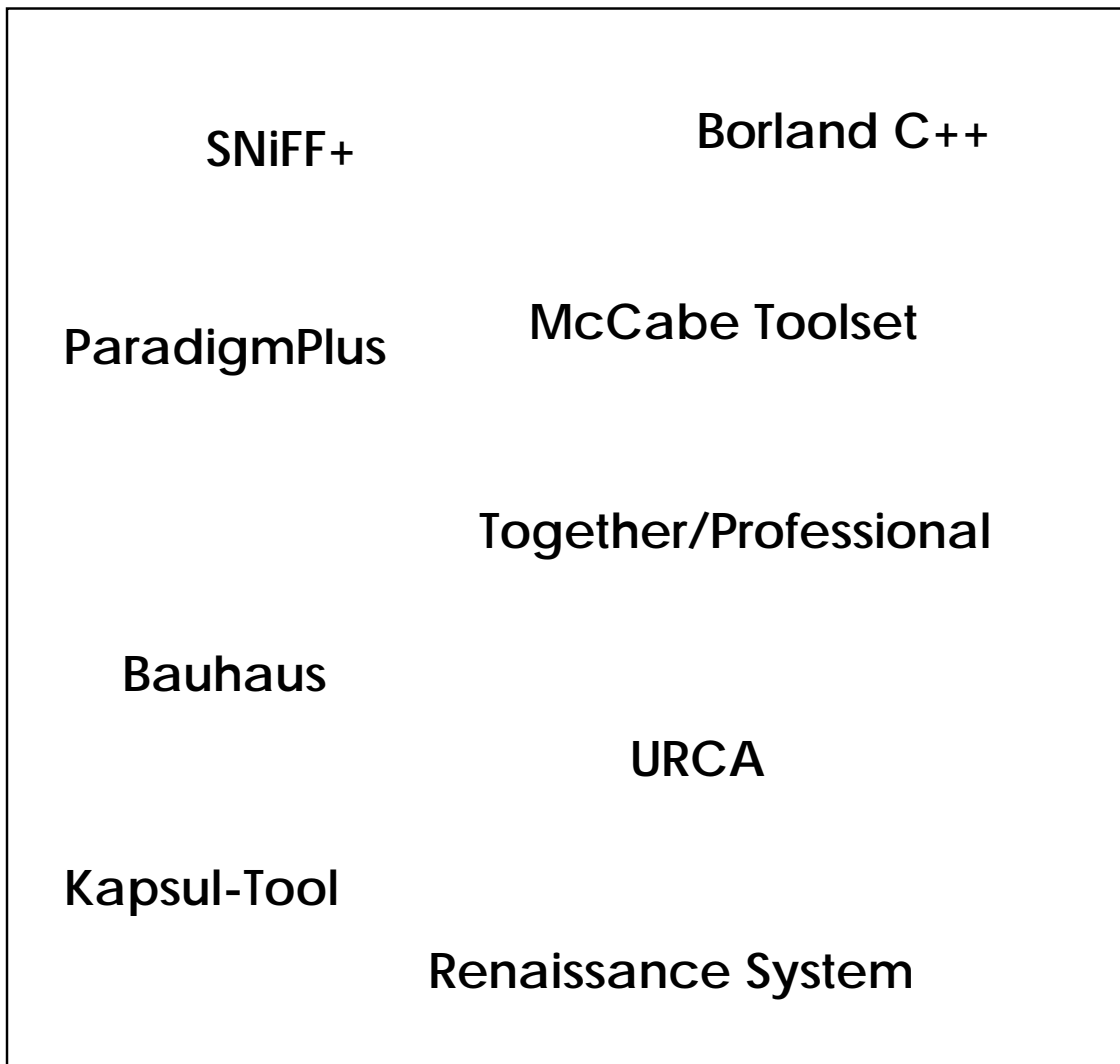 SNiFF+
Borland C++
ParadigmPlus
McCabe Toolset
Together/Professional
Bauhaus
URCA
Kapsul-Tool
Renaissance System